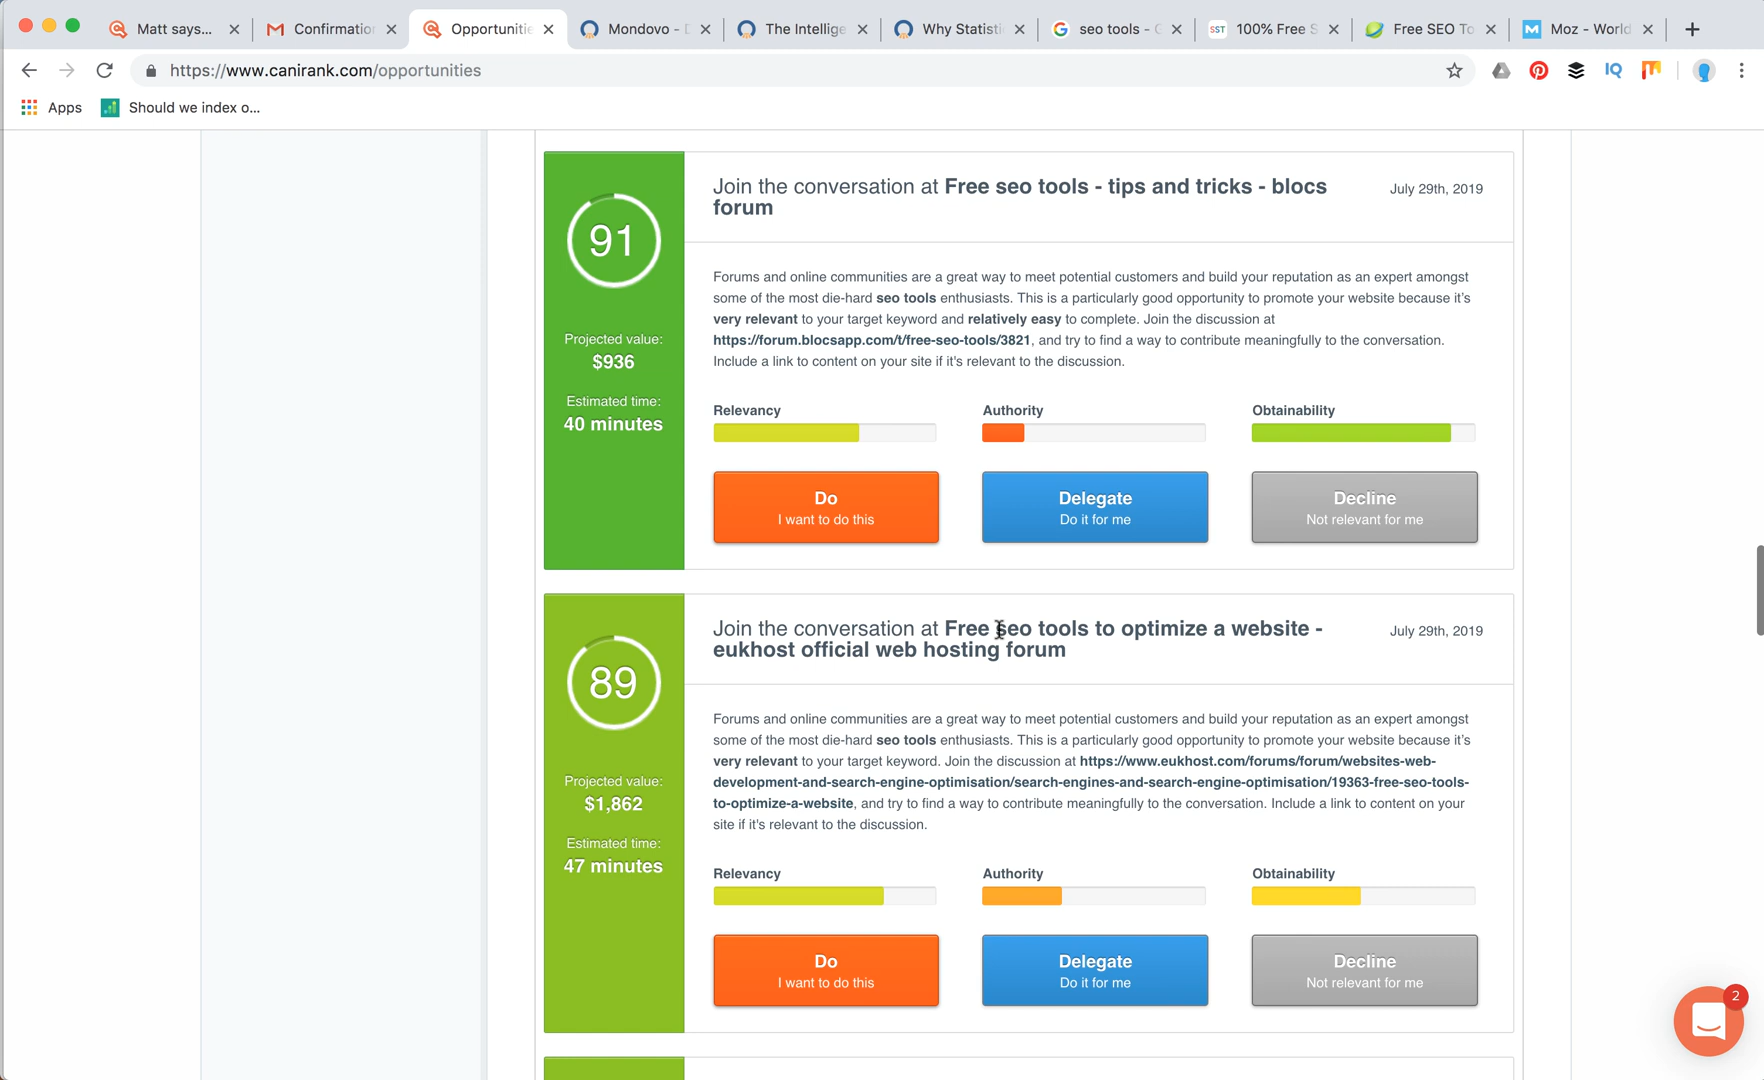 Matt says...
Confirmation
Opportunitie
Mondovo - D
The Intellige
Why Statisti
seo tools - G
SST
100% Free S
Free SEO To
Moz - World
https://www.canirank.com/opportunities
IQ
Apps
Should we index o...
91
Projected value:
$936
Estimated time:
40 minutes
Join the conversation at Free seo tools - tips and tricks - blocs
forum
July 29th, 2019
Forums and online communities are a great way to meet potential customers and build your reputation as an expert amongst
some of the most die-hard seo tools enthusiasts. This is a particularly good opportunity to promote your website because it's
very relevant to your target keyword and relatively easy to complete. Join the discussion at
https://forum.blocsapp.com/t/free-seo-tools/3821, and try to find a way to contribute meaningfully to the conversation.
Include a link to content on your site if it's relevant to the discussion.
Relevancy
Authority
Obtainability
Do
I want to do this
Delegate
Do it for me
Decline
Not relevant for me
89
Projected value:
$1,862
Estimated time:
47 minutes
Join the conversation at Free seo tools to optimize a website -
eukhost official web hosting forum
July 29th, 2019
Forums and online communities are a great way to meet potential customers and build your reputation as an expert amongst
some of the most die-hard seo tools enthusiasts. This is a particularly good opportunity to promote your website because it's
very relevant to your target keyword. Join the discussion at https://www.eukhost.com/forums/forum/websites-web-
development-and-search-engine-optimisation/search-engines-and-search-engine-optimisation/19363-free-seo-tools-
to-optimize-a-website, and try to find a way to contribute meaningfully to the conversation. Include a link to content on your
site if it's relevant to the discussion.
Relevancy
Authority
Obtainability
Do
I want to do this
Delegate
Do it for me
Decline
Not relevant for me
2